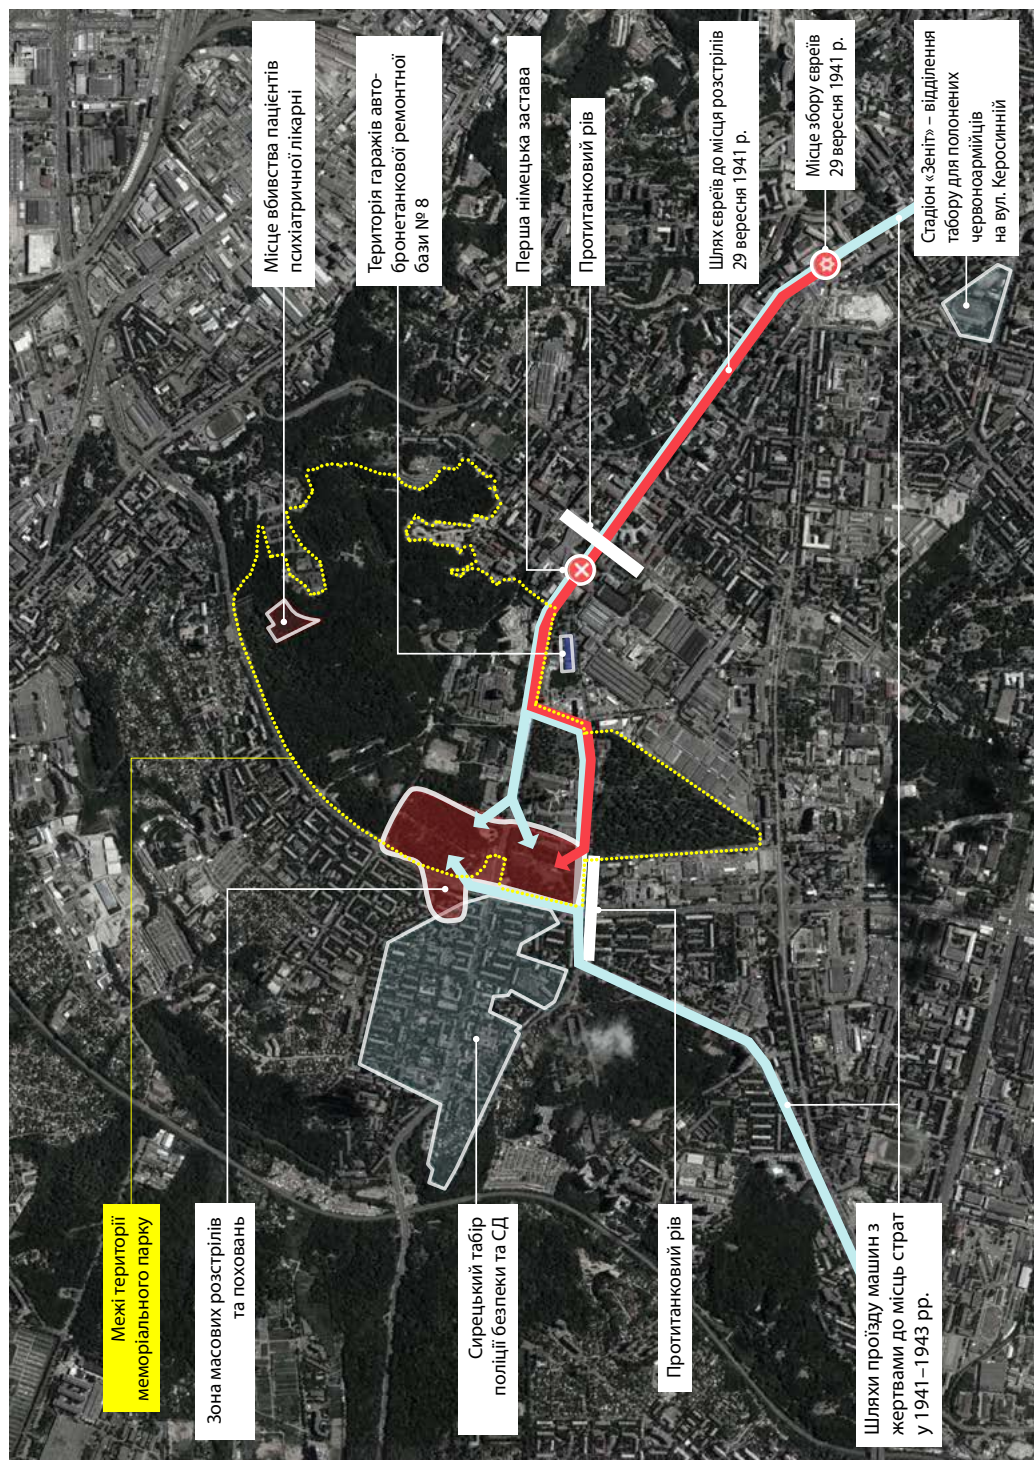 Межі території
меморіального парку
Зона масових розстрілів
та поховань
Сирецький табір
поліції безпеки та СД
Протитанковий рів
Шляхи проїзду машин з
жертвами до місць страт
у 1941–1943 рр.
Місце вбивства пацієнтів
психіатричної лікарні
Територія гаражів авто-
бронетанкової ремонтної
бази № 8
Перша німецька застава
Протитанковий рів
Шлях євреїв до місця розстрілів
29 вересня 1941 р.
Місце збору євреїв
29 вересня 1941 р.
Стадіон «Зеніт» – відділення
табору для полонених
червоноармійців
на вул. Керосинній